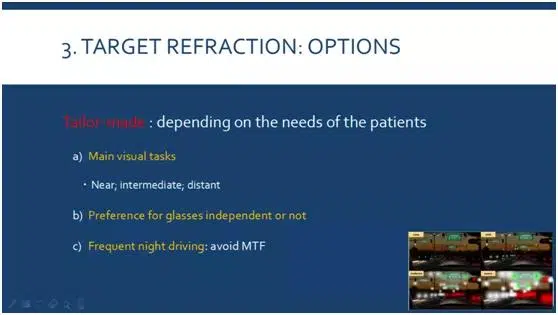 3. TARGET REFRACTION: OPTIONS
Tailor-made : depending on the needs of the patients
a) Main visual tasks
• Near; intermediate; distant
b) Preference for glasses independent or not
c) Frequent night driving: avoid MTF